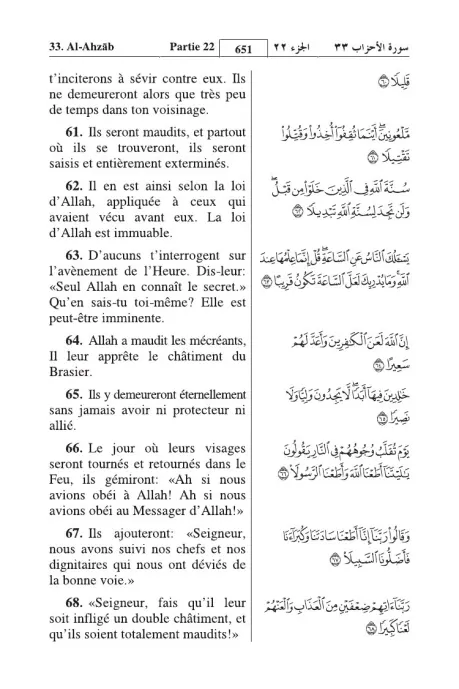 33. Al-Ahzāb Partie 22 651 الجزء ٢٢ سورة الأحزاب ٣٣
t’inciterons à sévir contre eux. Ils
ne demeureront alors que très peu
de temps dans ton voisinage.
61. Ils seront maudits, et partout
où ils se trouveront, ils seront
saisis et entièrement exterminés.
62. Il en est ainsi selon la loi
d’Allah, appliquée à ceux qui
avaient vécu avant eux. La loi
d’Allah est immuable.
63. D’aucuns t’interrogent sur
l’avènement de l’Heure. Dis-leur:
«Seul Allah en connaît le secret.»
Qu’en sais-tu toi-même? Elle est
peut-être imminente.
64. Allah a maudit les mécréants,
Il leur apprête le châtiment du
Brasier.
65. Ils y demeureront éternellement
sans jamais avoir ni protecteur ni
allié.
66. Le jour où leurs visages
seront tournés et retournés dans le
Feu, ils gémiront: «Ah si nous
avions obéi à Allah! Ah si nous
avions obéi au Messager d’Allah!»
67. Ils ajouteront: «Seigneur,
nous avons suivi nos chefs et nos
dignitaires qui nous ont déviés de
la bonne voie.»
68. «Seigneur, fais qu’il leur
soit infligé un double châtiment, et
qu’ils soient totalement maudits!»
قَلِيلًا ۝٦٠
مَّلْعُونِينَ ۖ أَيْنَمَا ثُقِفُوٓا۟ أُخِذُوا۟ وَقُتِّلُوا۟
تَقْتِيلًا ۝٦١
سُنَّةَ ٱللَّهِ فِى ٱلَّذِينَ خَلَوْا۟ مِن قَبْلُ ۖ
وَلَن تَجِدَ لِسُنَّةِ ٱللَّهِ تَبْدِيلًا ۝٦٢
يَسْـَٔلُكَ ٱلنَّاسُ عَنِ ٱلسَّاعَةِ ۖ قُلْ إِنَّمَا عِلْمُهَا عِندَ
ٱللَّهِ ۚ وَمَا يُدْرِيكَ لَعَلَّ ٱلسَّاعَةَ تَكُونُ قَرِيبًا ۝٦٣
إِنَّ ٱللَّهَ لَعَنَ ٱلْكَٰفِرِينَ وَأَعَدَّ لَهُمْ
سَعِيرًا ۝٦٤
خَٰلِدِينَ فِيهَآ أَبَدًا ۖ لَّا يَجِدُونَ وَلِيًّا وَلَا
نَصِيرًا ۝٦٥
يَوْمَ تُقَلَّبُ وُجُوهُهُمْ فِى ٱلنَّارِ يَقُولُونَ
يَٰلَيْتَنَآ أَطَعْنَا ٱللَّهَ وَأَطَعْنَا ٱلرَّسُولَا۠ ۝٦٦
وَقَالُوا۟ رَبَّنَآ إِنَّآ أَطَعْنَا سَادَتَنَا وَكُبَرَآءَنَا
فَأَضَلُّونَا ٱلسَّبِيلَا۠ ۝٦٧
رَبَّنَآ ءَاتِهِمْ ضِعْفَيْنِ مِنَ ٱلْعَذَابِ وَٱلْعَنْهُمْ
لَعْنًا كَبِيرًا ۝٦٨